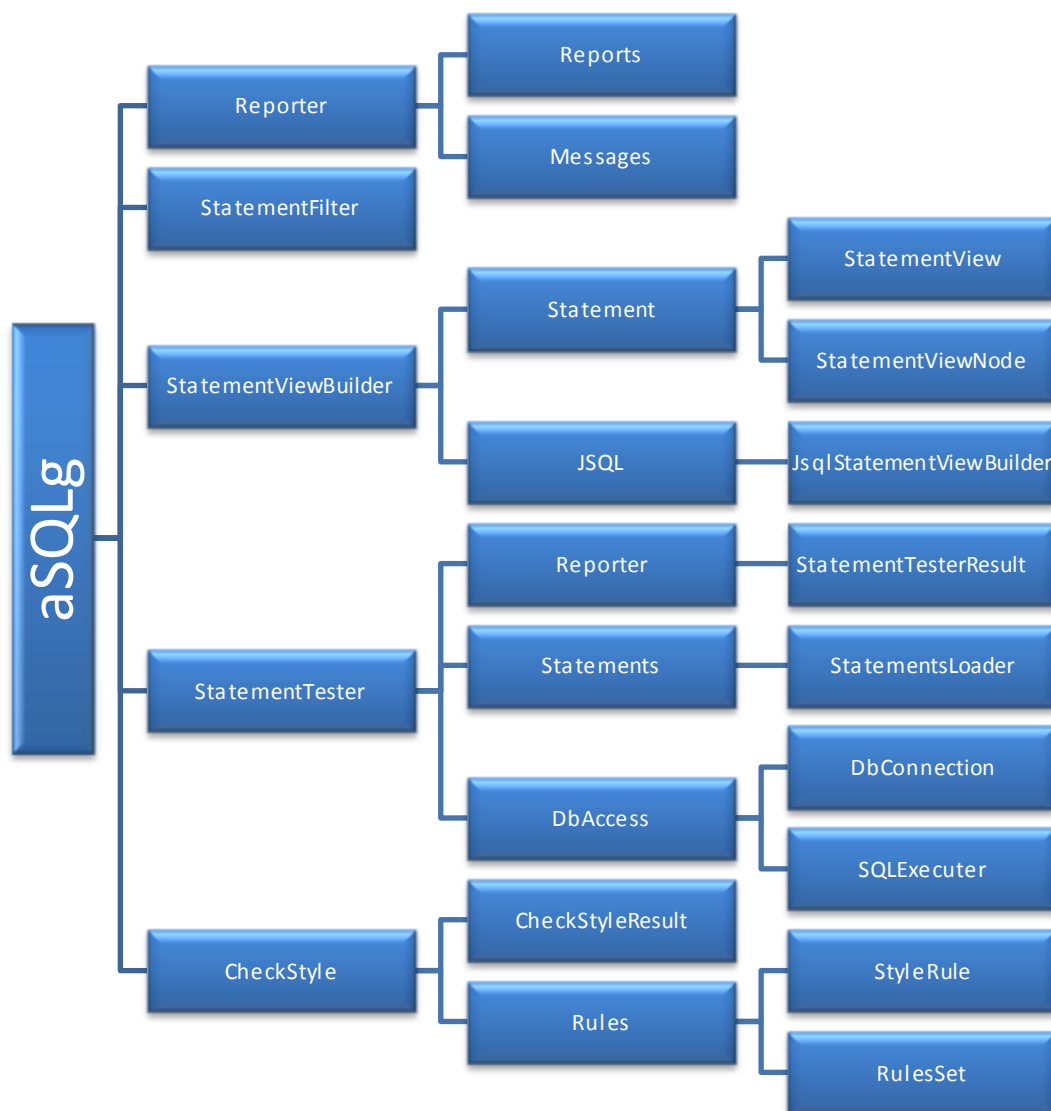 aSQLg
Reporter
Reports
Messages
StatementFilter
StatementViewBuilder
Statement
StatementView
StatementViewNode
JSQL
JsqlStatementViewBuilder
StatementTester
Reporter
StatementTesterResult
Statements
StatementsLoader
DbAccess
DbConnection
SQLExecuter
CheckStyle
CheckStyleResult
Rules
StyleRule
RulesSet